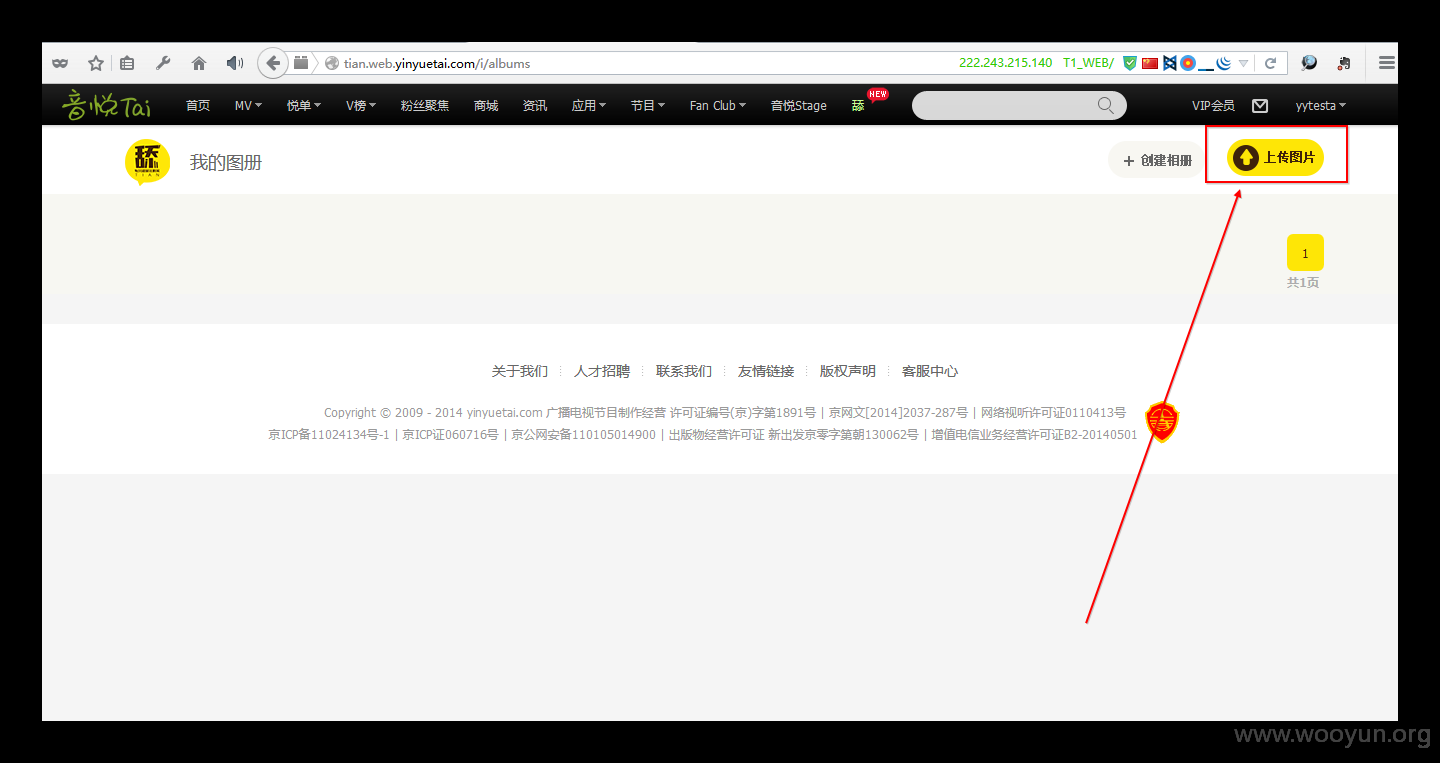 tian.web.yinyuetai.com/i/albums 222.243.215.140 T1_WEB/
音悦Tai 首页 MV 悦单 V榜 粉丝聚焦 商城 资讯 应用 节目 Fan Club 音悦Stage 舔 NEW VIP会员 yytesta
舔 我的图册 + 创建相册 上传图片
TIAN
1
共1页
关于我们 人才招聘 联系我们 友情链接 版权声明 客服中心
Copyright © 2009 - 2014 yinyuetai.com 广播电视节目制作经营 许可证编号(京)字第1891号 | 京网文[2014]2037-287号 | 网络视听许可证0110413号
京ICP备11024134号-1 | 京ICP证060716号 | 京公网安备110105014900 | 出版物经营许可证 新出发京零字第朝130062号 | 增值电信业务经营许可证B2-20140501
www.wooyun.org